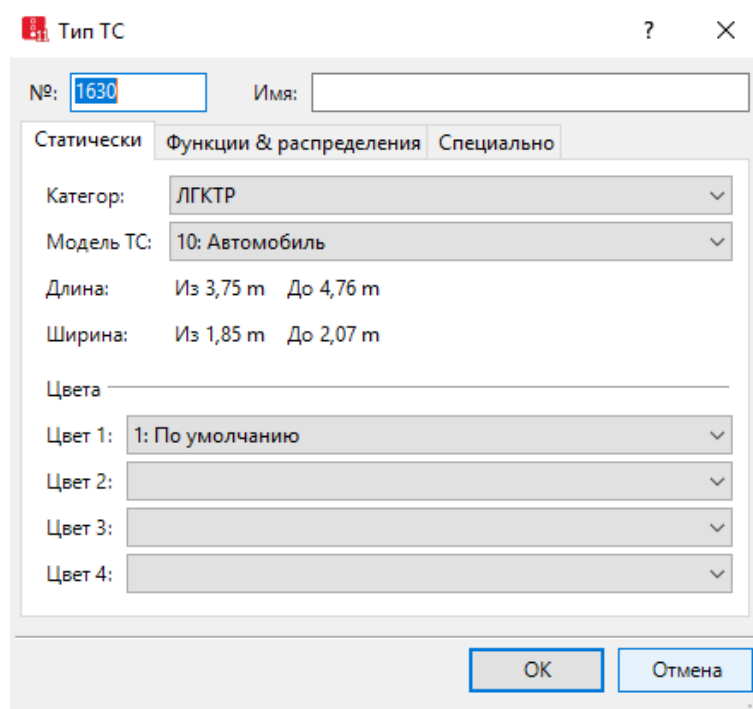 Тип ТС ?
№: 1630 Имя:
Статически Функции & распределения Специально
Категор: ЛГКТР
Модель ТС: 10: Автомобиль
Длина: Из 3,75 m До 4,76 m
Ширина: Из 1,85 m До 2,07 m
Цвета
Цвет 1: 1: По умолчанию
Цвет 2:
Цвет 3:
Цвет 4:
OK Отмена